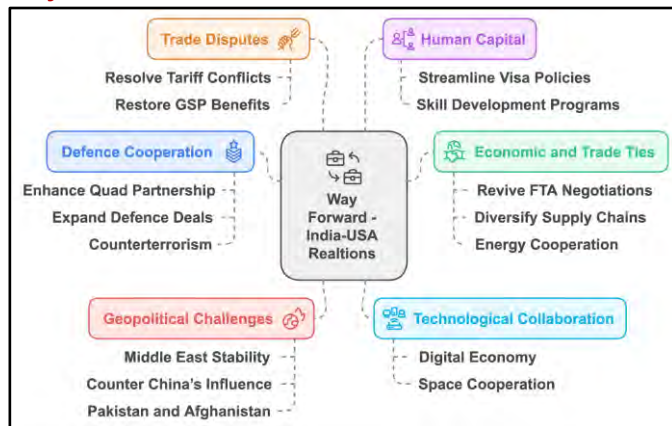 Trade Disputes
Resolve Tariff Conflicts
Restore GSP Benefits
Human Capital
Streamline Visa Policies
Skill Development Programs
Defence Cooperation
Enhance Quad Partnership
Expand Defence Deals
Counterterrorism
Way
Forward -
India-USA
Realtions
Economic and Trade Ties
Revive FTA Negotiations
Diversify Supply Chains
Energy Cooperation
Geopolitical Challenges
Middle East Stability
Counter China's Influence
Pakistan and Afghanistan
Technological Collaboration
Digital Economy
Space Cooperation